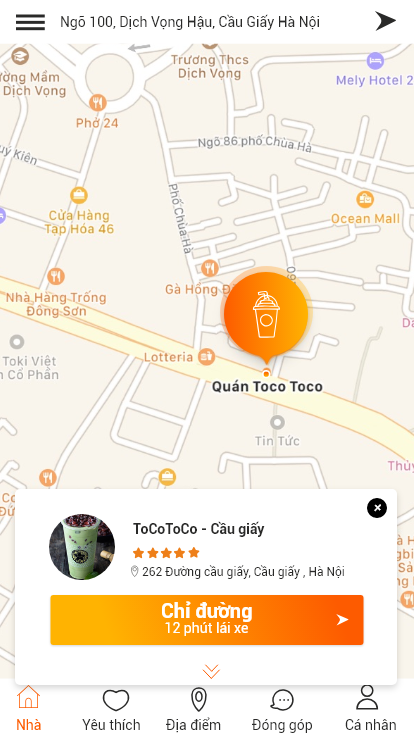 Ngõ 100, Dịch Vọng Hậu, Cầu Giấy Hà Nội
Trường Thcs
Dịch Vọng
Mầm
Dịch Vọng
Mely Hotel 2
Phở 24
Ngõ 86 phố Chùa Hà
Kiên
Phố Chùa Hà
Cửa Hàng
Tạp Hóa 46
Ocean Mall
Gà Hồng
Nhà Hàng Trống
Đồng Sơn
Toki Việt
Cổ Phần
Lotteria
Quán Toco Toco
Tin Tức
ToCoToCo - Cầu giấy
262 Đường cầu giấy, Cầu giấy , Hà Nội
Chỉ đường
12 phút lái xe
Nhà
Yêu thích
Địa điểm
Đóng góp
Cá nhân